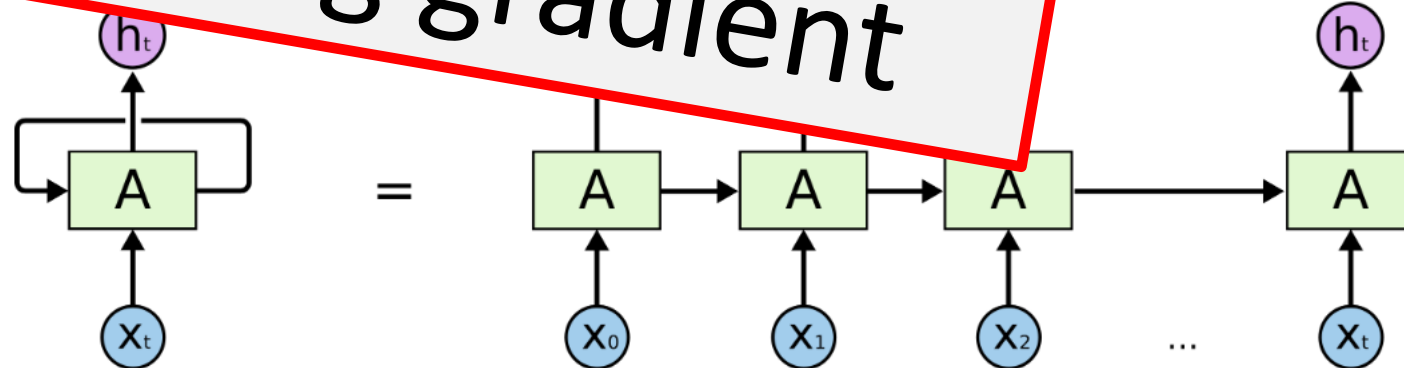 g gradient
hₜ hₜ
A = A A A A
xₜ x₀ x₁ x₂ ... xₜ